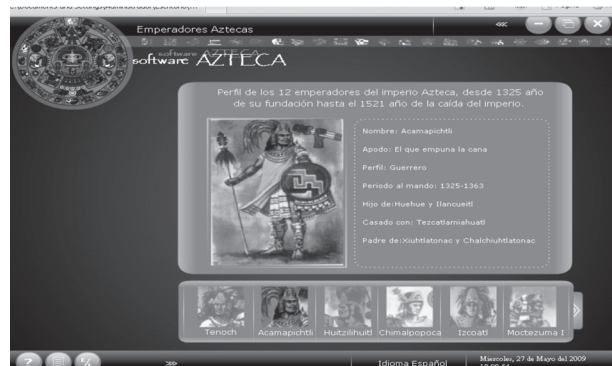 Emperadores Aztecas
software AZTECA
software AZTECA
Perfil de los 12 emperadores del imperio Azteca, desde 1325 año
de su fundación hasta el 1521 año de la caída del imperio.
Nombre: Acamapichtli
Apodo: El que empuna la cana
Perfil: Guerrero
Periodo al mando: 1325-1363
Hijo de:Huehue y Ilancueitl
Casado con: Tezcatlamiahuatl
Padre de:Xiuhtlatonac y Chalchiuhtlatonac
Tenoch Acamapichtli Huitzilihuitl Chimalpopoca Izcoatl Moctezuma I
Idioma Español
Miercoles, 27 de Mayo del 2009